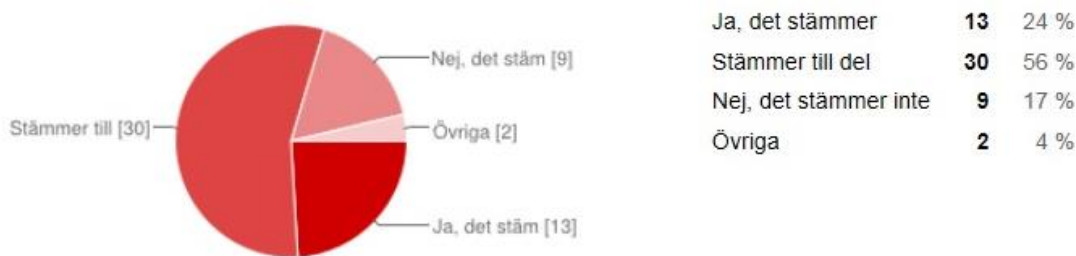 Nej, det stäm [9]
Stämmer till [30]
Övriga [2]
Ja, det stäm [13]
Ja, det stämmer 13 24 %
Stämmer till del 30 56 %
Nej, det stämmer inte 9 17 %
Övriga 2 4 %